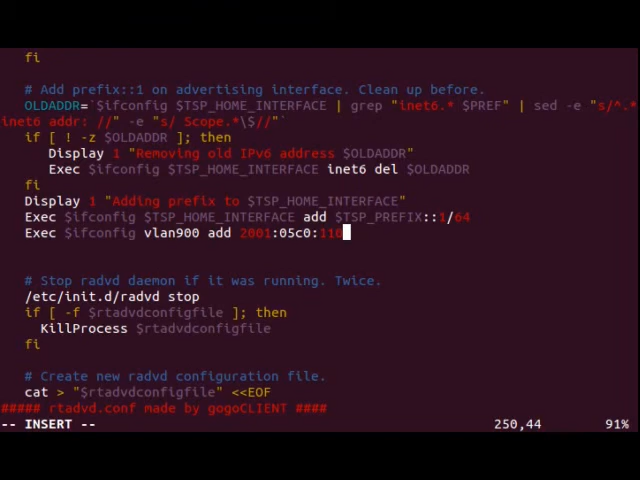 fi
# Add prefix::1 on advertising interface. Clean up before.
OLDADDR=`$ifconfig $TSP_HOME_INTERFACE | grep "inet6.* $PREF" | sed -e "s/^.*
inet6 addr: //" -e "s/ Scope.*\$//"`
if [ ! -z $OLDADDR ]; then
Display 1 "Removing old IPv6 address $OLDADDR"
Exec $ifconfig $TSP_HOME_INTERFACE inet6 del $OLDADDR
fi
Display 1 "Adding prefix to $TSP_HOME_INTERFACE"
Exec $ifconfig $TSP_HOME_INTERFACE add $TSP_PREFIX::1/64
Exec $ifconfig vlan900 add 2001:05c0:110
# Stop radvd daemon if it was running. Twice.
/etc/init.d/radvd stop
if [ -f $rtadvdconfigfile ]; then
KillProcess $rtadvdconfigfile
fi
# Create new radvd configuration file.
cat > "$rtadvdconfigfile" <<EOF
##### rtadvd.conf made by gogoCLIENT ####
-- INSERT -- 250,44 91%